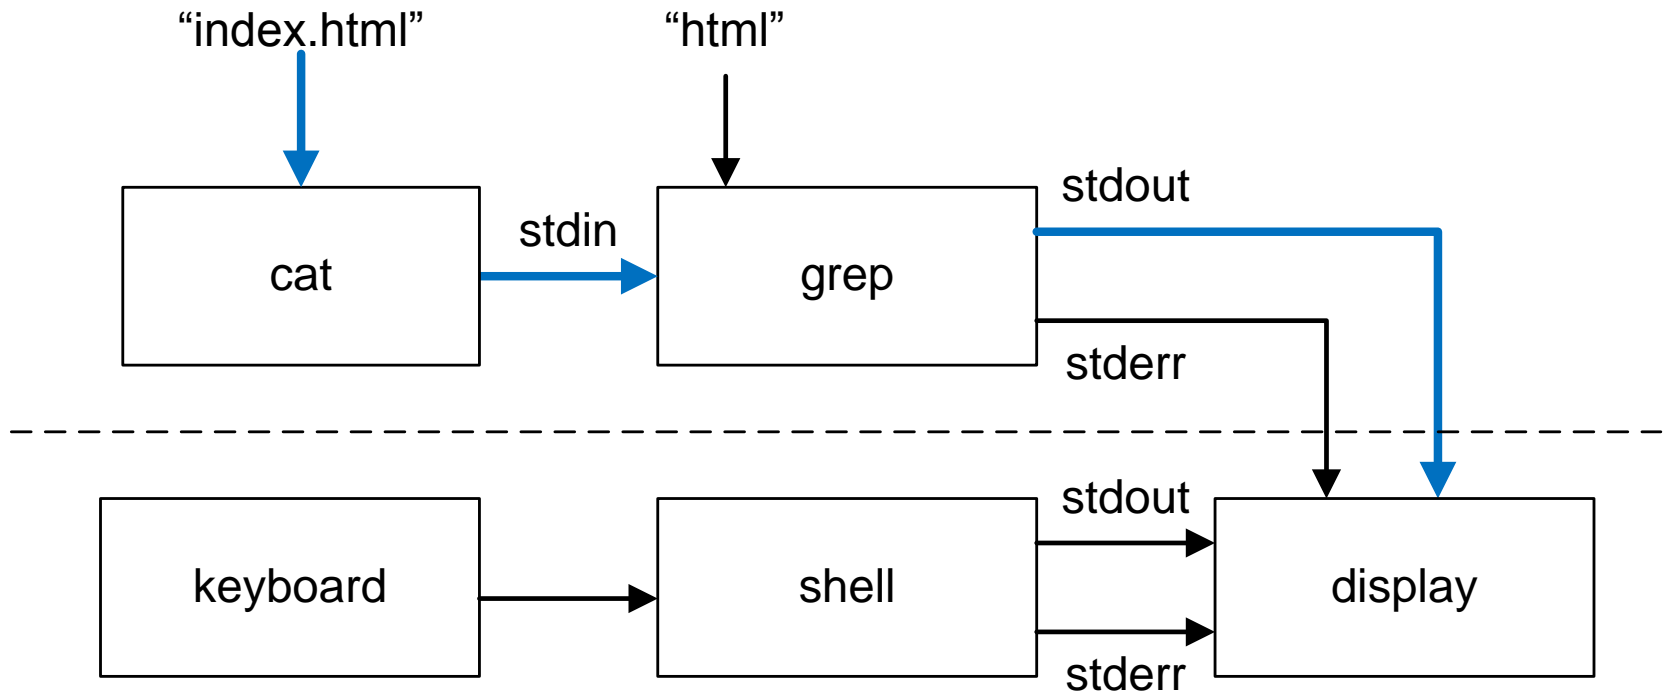 “index.html”
“html”
stdout
stdin
cat
grep
stderr
stdout
keyboard
shell
display
stderr